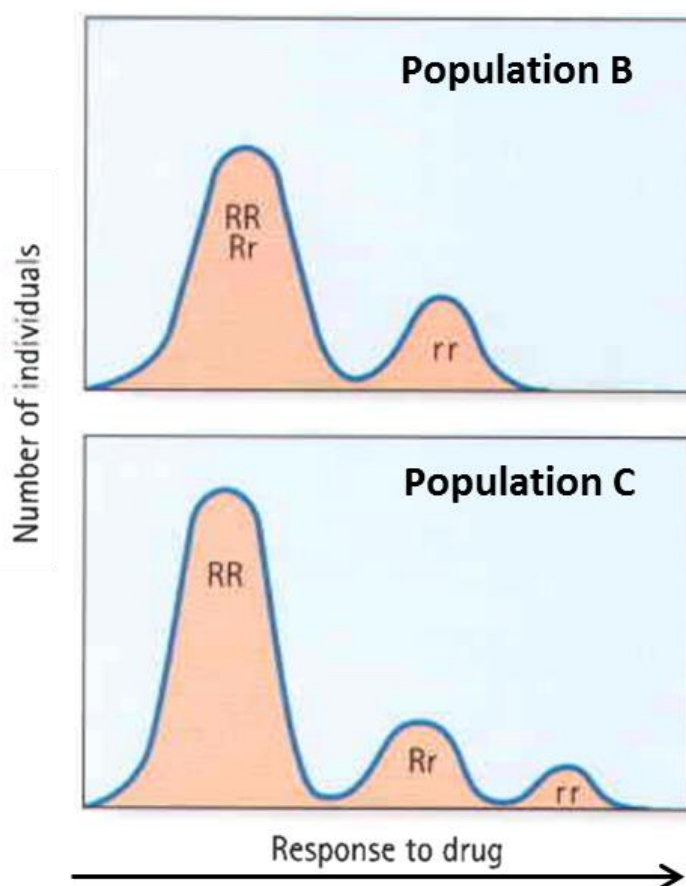 Population B
RR
Rr
rr
Number of individuals
Population C
RR
Rr
rr
Response to drug